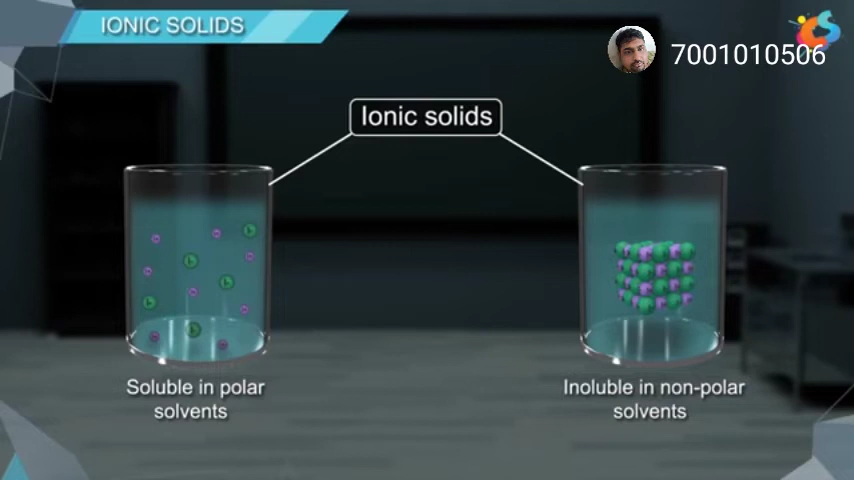 IONIC SOLIDS
7001010506
Ionic solids
Soluble in polar
solvents
Inoluble in non-polar
solvents